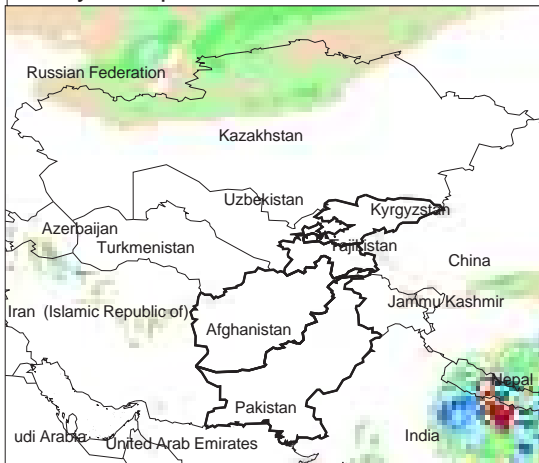 Russian Federation
Kazakhstan
Uzbekistan
Kyrgyzstan
Azerbaijan
Turkmenistan
Tajikistan
China
Iran (Islamic Republic of)
Jammu/Kashmir
Afghanistan
Nepal
Pakistan
udi Arabia
United Arab Emirates
India